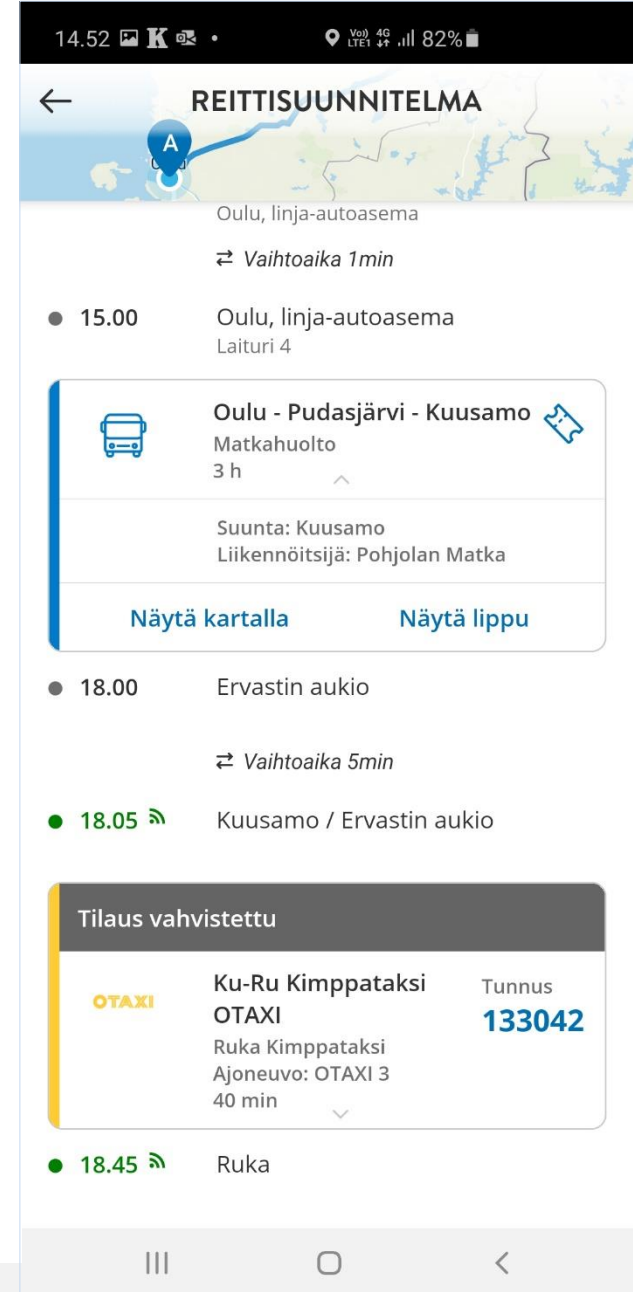 14.52 K 4G 82%
REITTISUUNNITELMA
A
Oulu, linja-autoasema
Vaihtoaika 1min
15.00 Oulu, linja-autoasema
Laituri 4
Oulu - Pudasjärvi - Kuusamo
Matkahuolto
3 h
Suunta: Kuusamo
Liikennöitsijä: Pohjolan Matka
Näytä kartalla Näytä lippu
18.00 Ervastin aukio
Vaihtoaika 5min
18.05 Kuusamo / Ervastin aukio
Tilaus vahvistettu
OTAXI
Ku-Ru Kimppataksi Tunnus
OTAXI 133042
Ruka Kimppataksi
Ajoneuvo: OTAXI 3
40 min
18.45 Ruka